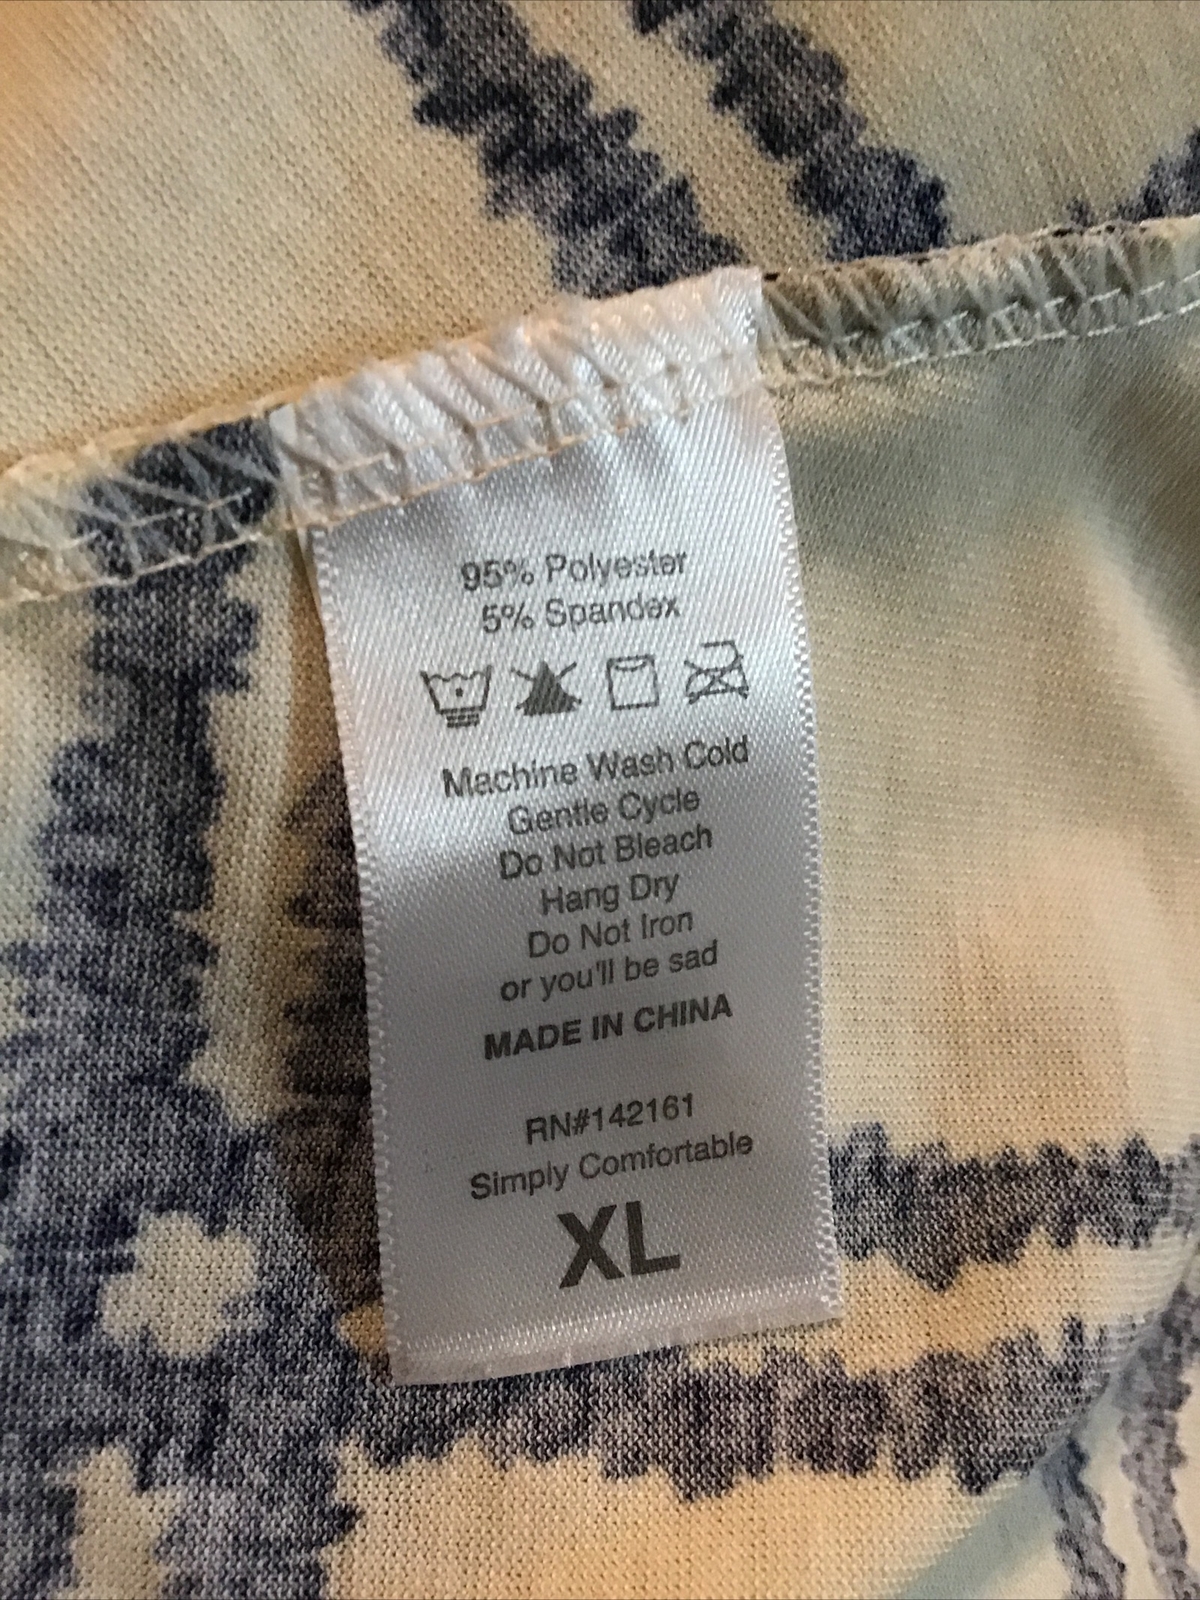 95% Polyester
5% Spandex
Machine Wash Cold
Gentle Cycle
Do Not Bleach
Hang Dry
Do Not Iron
or you'll be sad
MADE IN CHINA
RN#142161
Simply Comfortable
XL